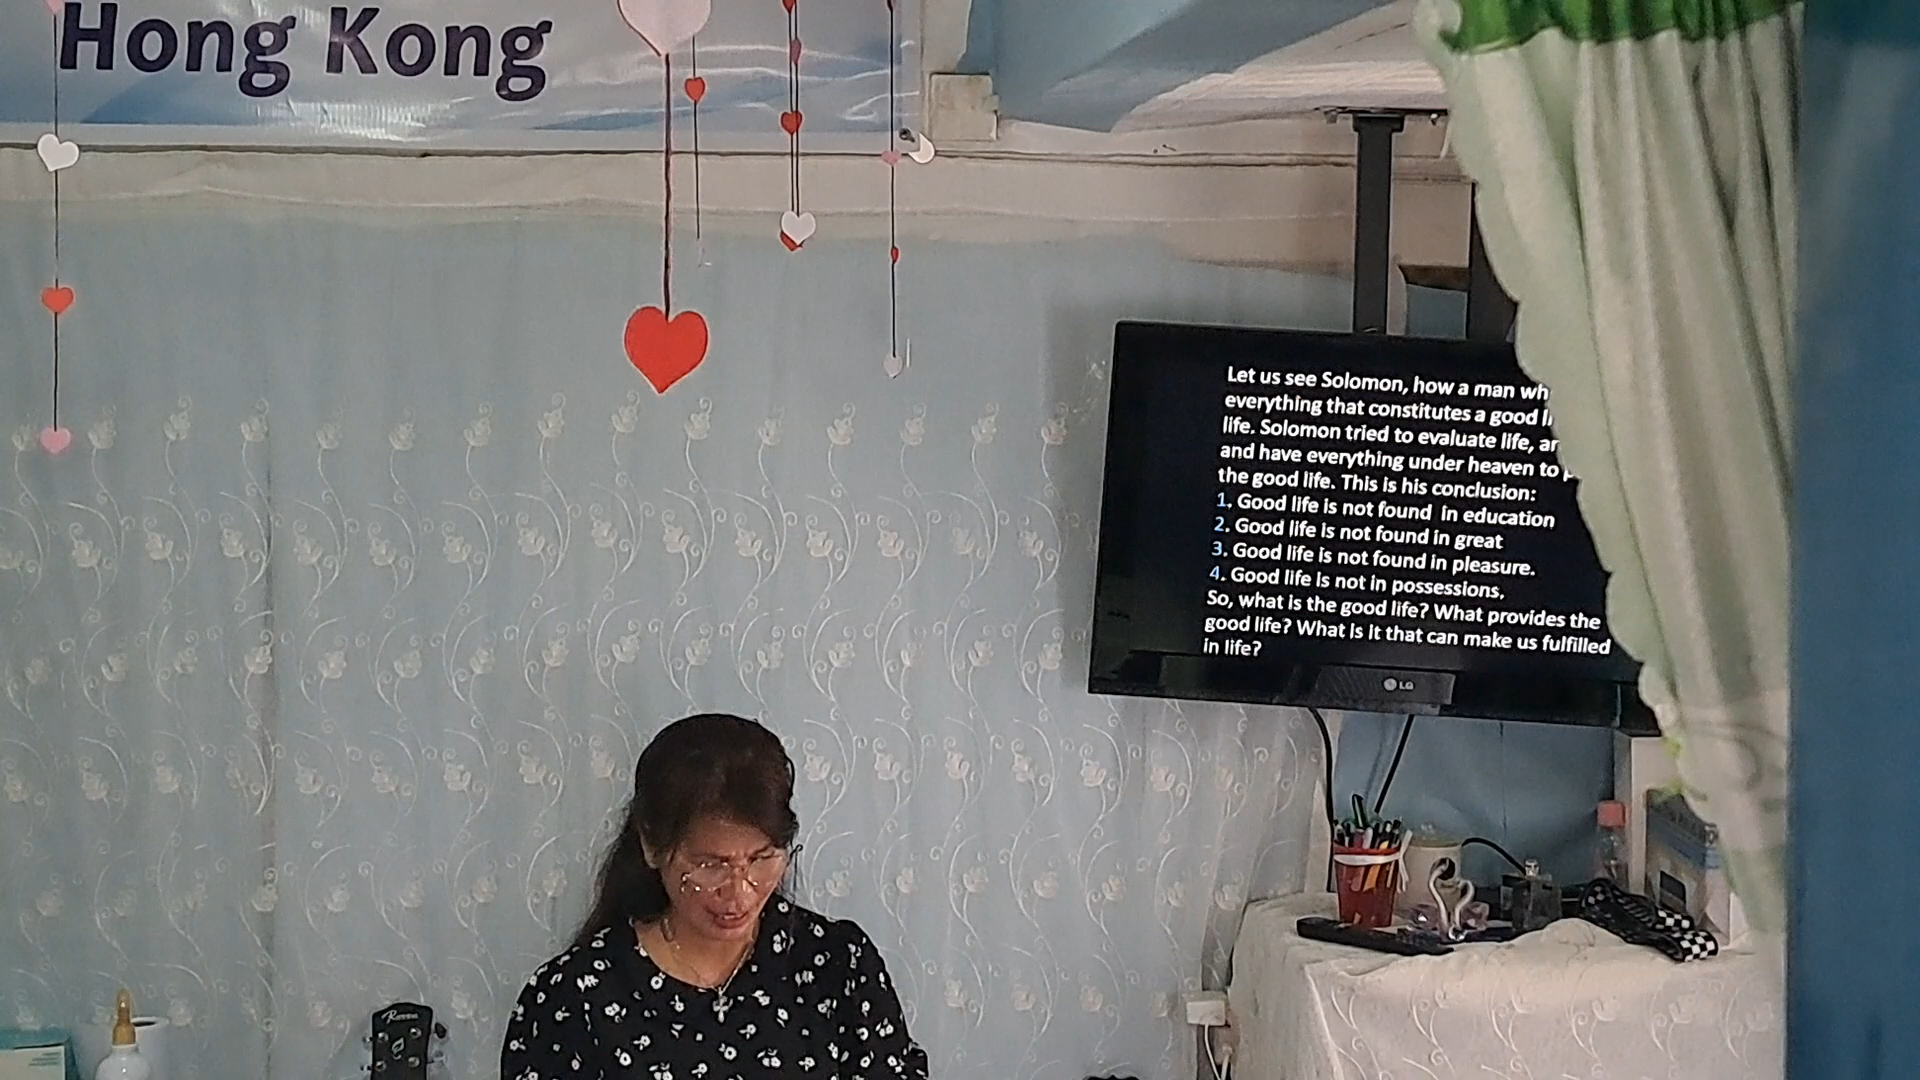 Hong Kong
Let us see Solomon, how a man wh
everything that constitutes a good l
life. Solomon tried to evaluate life, ar
and have everything under heaven to
the good life. This is his conclusion:
1. Good life is not found in education
2. Good life is not found in great
3. Good life is not found in pleasure.
4. Good life is not in possessions.
So, what is the good life? What provides the
good life? What is it that can make us fulfilled
in life?
LG